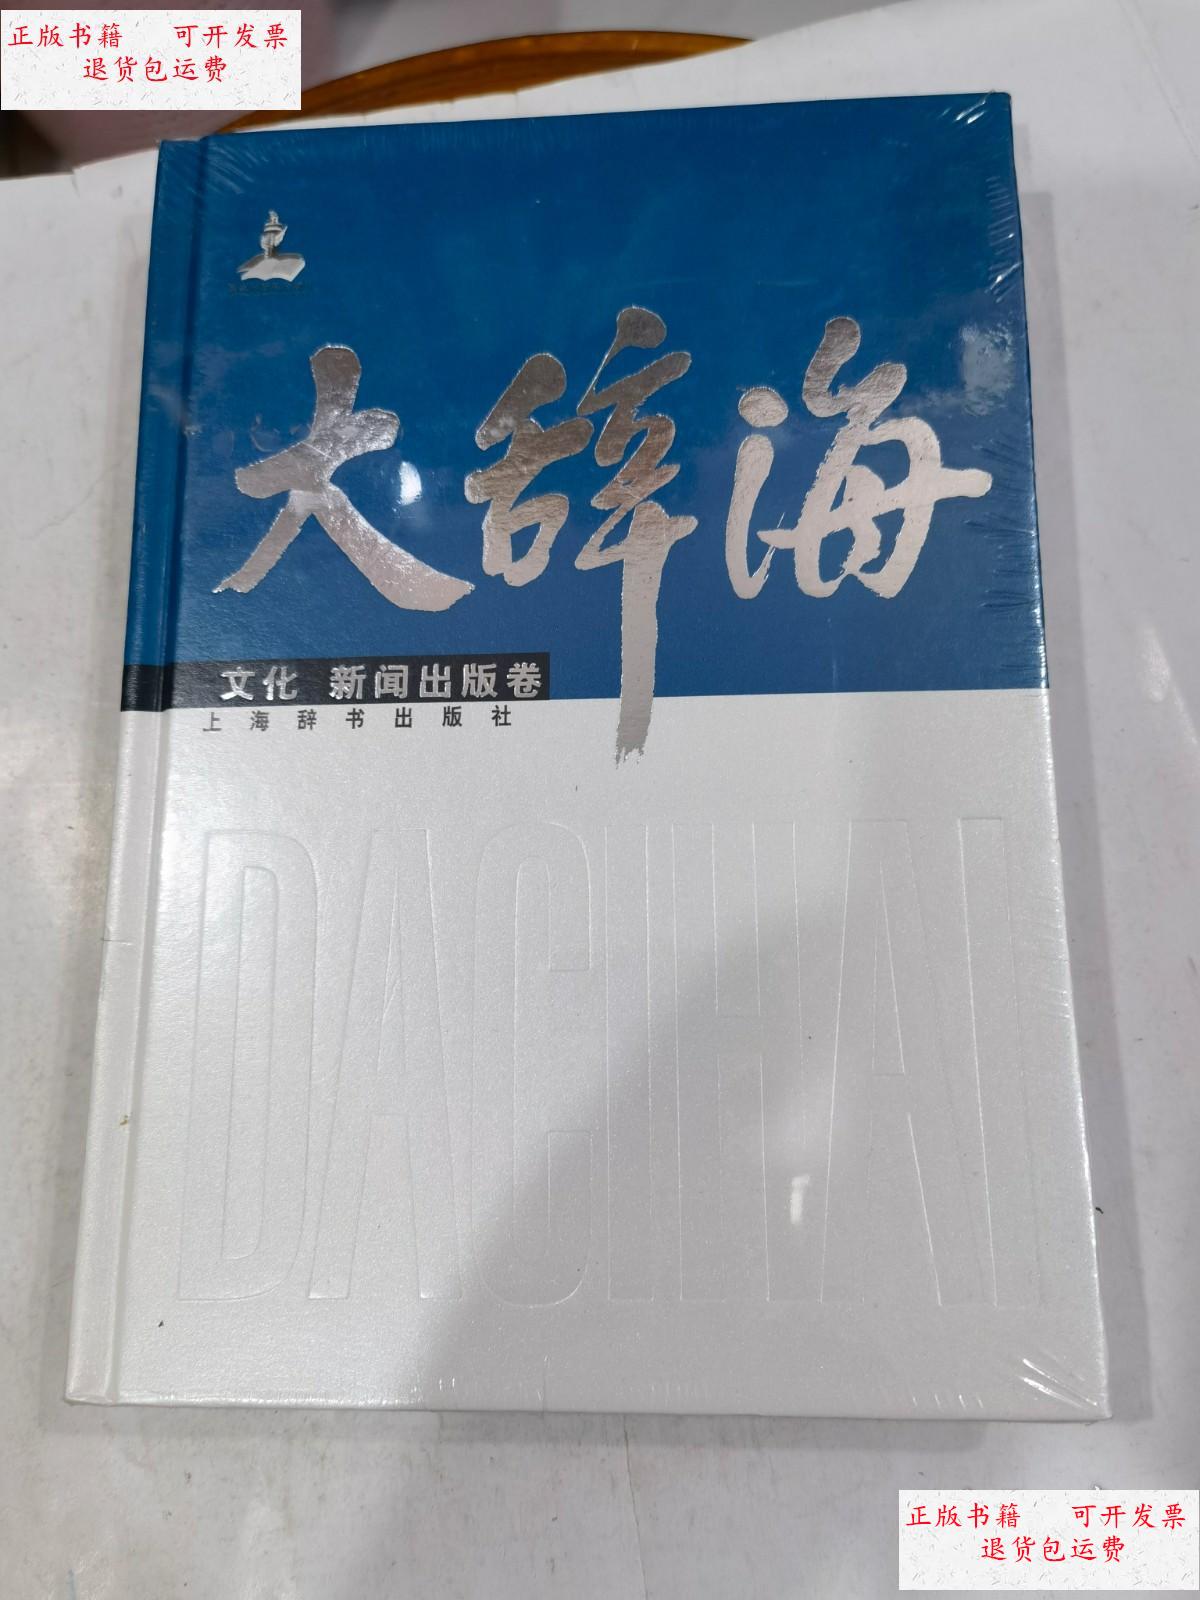 正版书籍 可开发票
退货包运费
大辞海
文化 新闻出版卷
上海辞书出版社
DACIHAI
正版书籍 可开发票
退货包运费